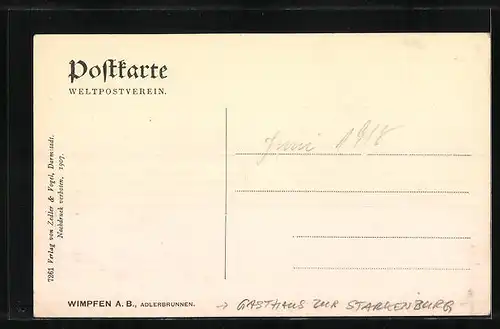 Postkarte
WELTPOSTVEREIN.
Juni 1918
7261 Verlag von Zedler & Vogel, Darmstadt.
Nachdruck verboten, 1907.
WIMPFEN A. B., ADLERBRUNNEN.
→ GASTHAUS ZUR STARKENBURG